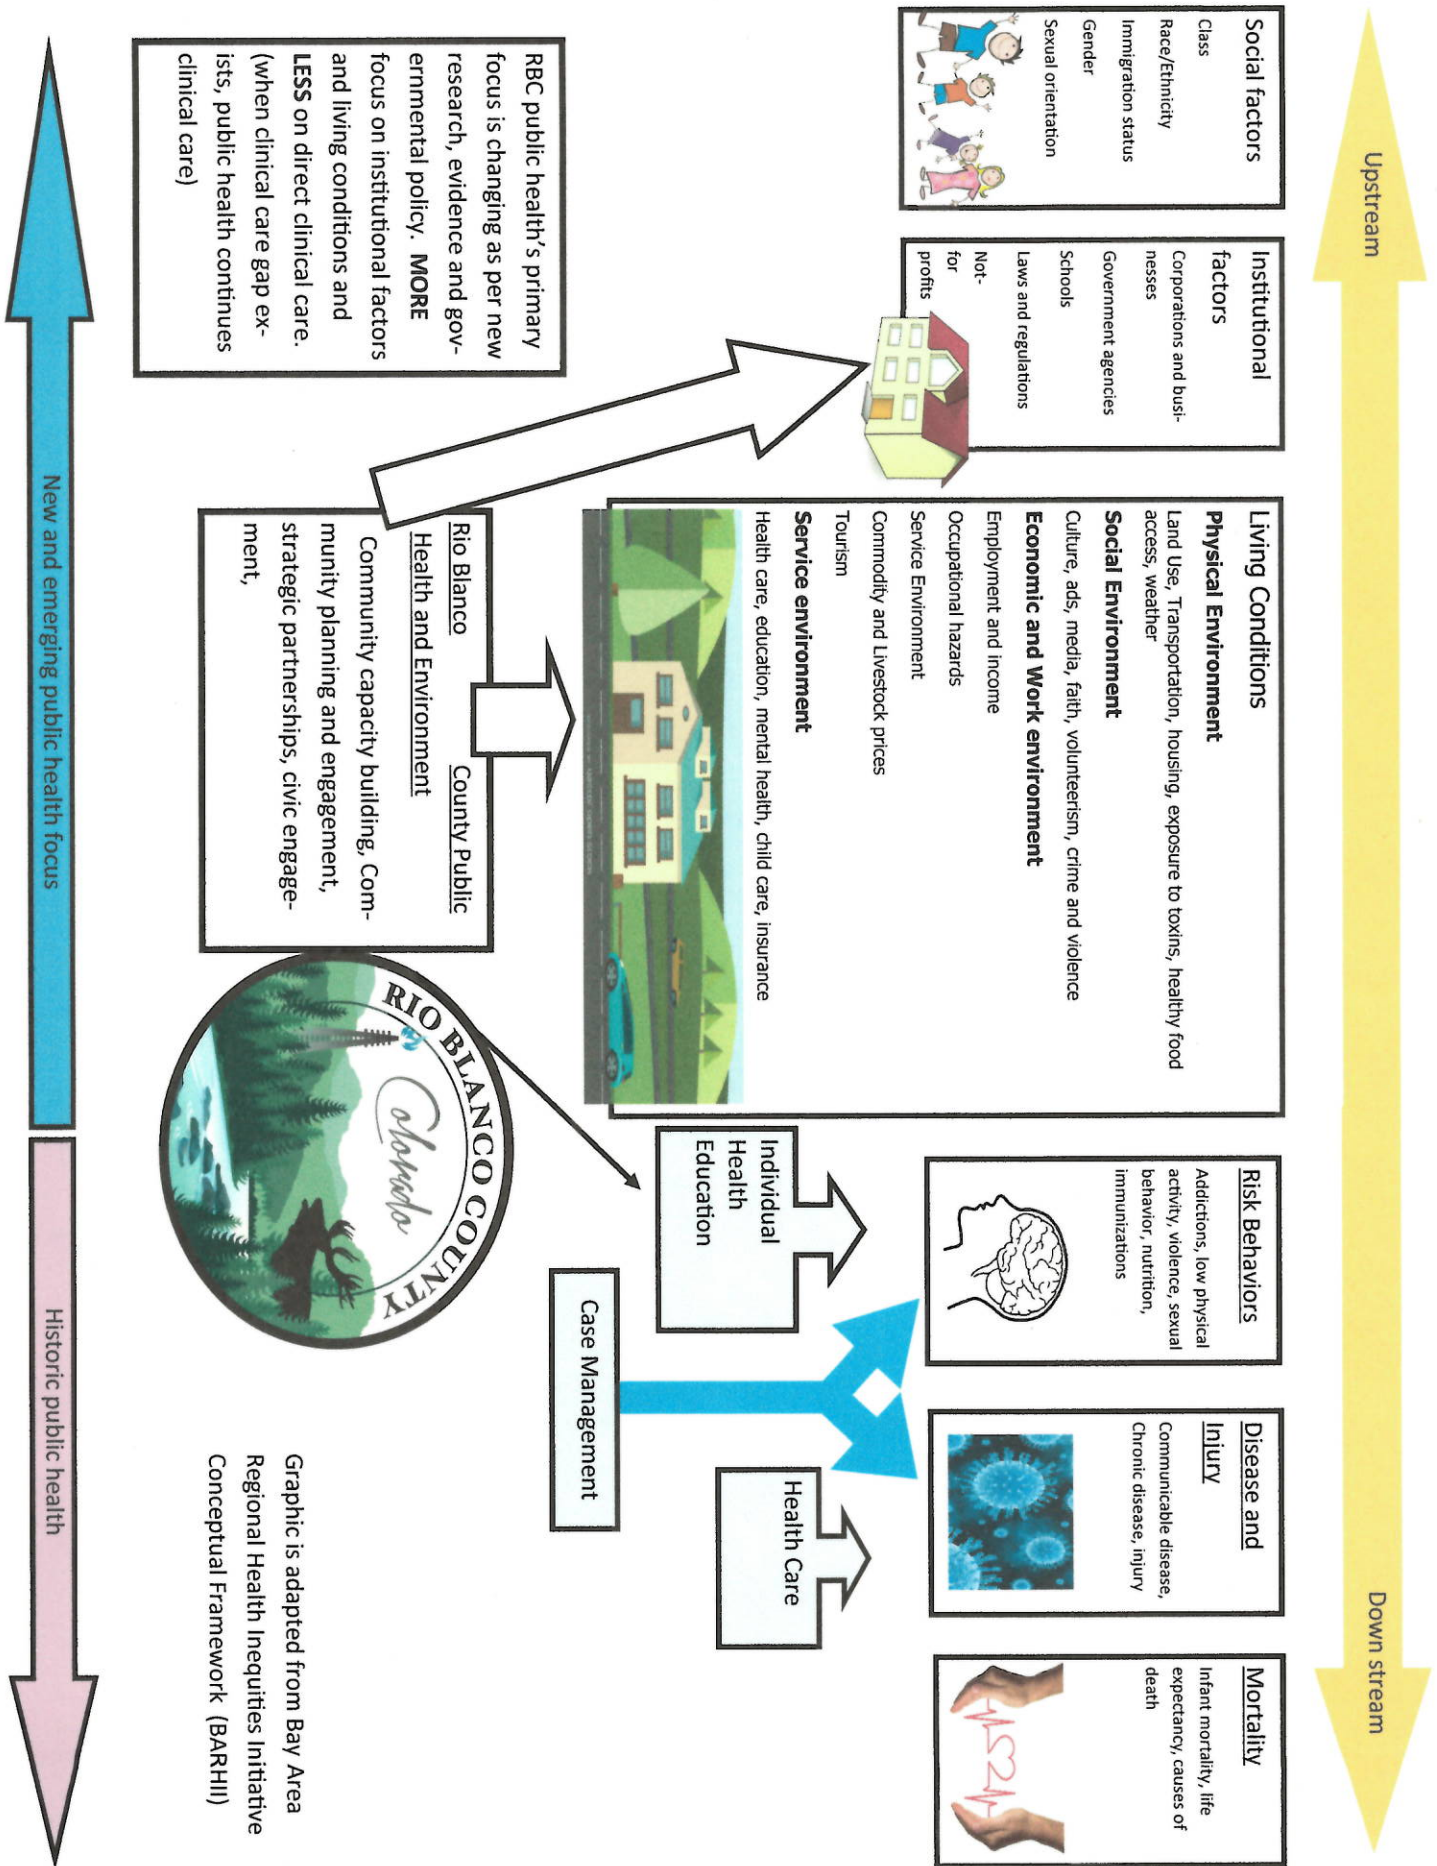 Upstream
Down stream
Social factors
Class
Race/Ethnicity
Immigration status
Gender
Sexual orientation
Institutional
factors
Corporations and busi-
nesses
Government agencies
Schools
Laws and regulations
Not-
for
profits
Living Conditions
Physical Environment
Land Use, Transportation, housing, exposure to toxins, healthy food
access, weather
Social Environment
Culture, ads, media, faith, volunteerism, crime and violence
Economic and Work environment
Employment and income
Occupational hazards
Service Environment
Commodity and Livestock prices
Tourism
Service environment
Health care, education, mental health, child care, insurance
Risk Behaviors
Addictions, low physical
activity, violence, sexual
behavior, nutrition,
immunizations
Disease and
Injury
Communicable disease,
Chronic disease, injury
Mortality
Infant mortality, life
expectancy, causes of
death
Individual
Health
Education
Health Care
Case Management
RBC public health's primary
focus is changing as per new
research, evidence and gov-
ernmental policy. MORE
focus on institutional factors
and living conditions and
LESS on direct clinical care.
(when clinical care gap ex-
ists, public health continues
clinical care)
Rio Blanco County Public
Health and Environment
Community capacity building, Com-
munity planning and engagement,
strategic partnerships, civic engage-
ment,
RIO BLANCO COUNTY
Colorado
Graphic is adapted from Bay Area
Regional Health Inequities Initiative
Conceptual Framework (BARHII)
New and emerging public health focus
Historic public health